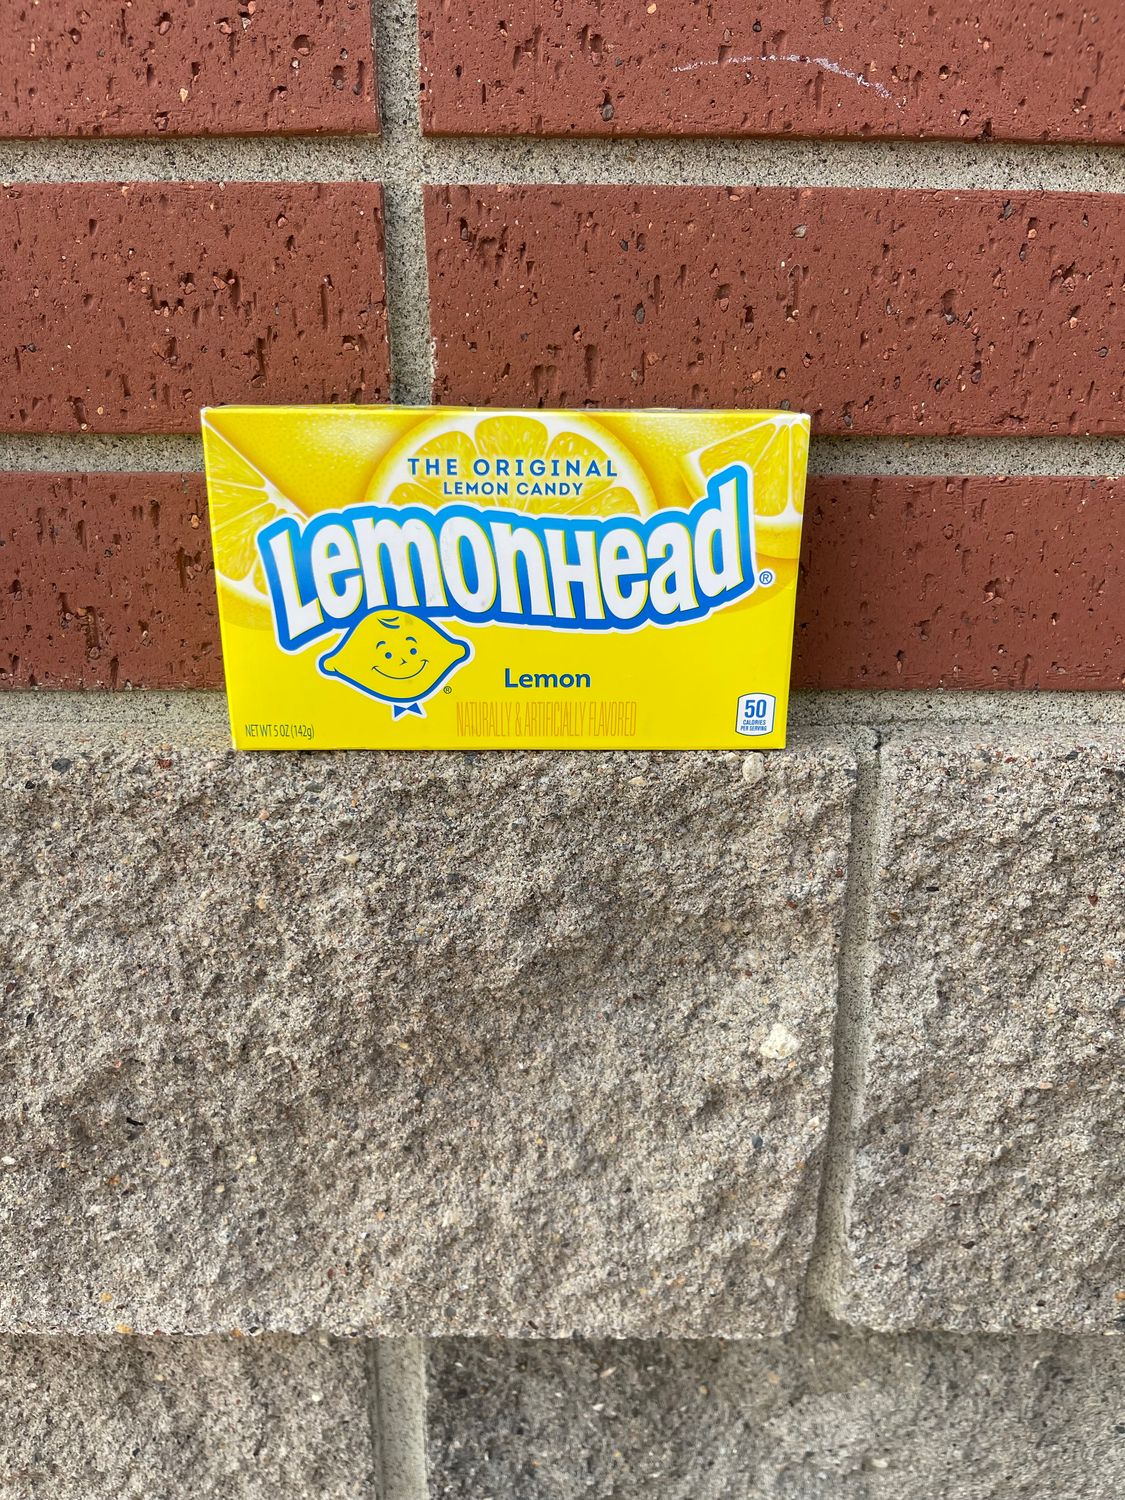 THE ORIGINAL
LEMON CANDY
Lemonhead®
®
Lemon
NATURALLY & ARTIFICIALLY FLAVORED
NET WT 5 OZ (142g)
50
CALORIES
PER SERVING